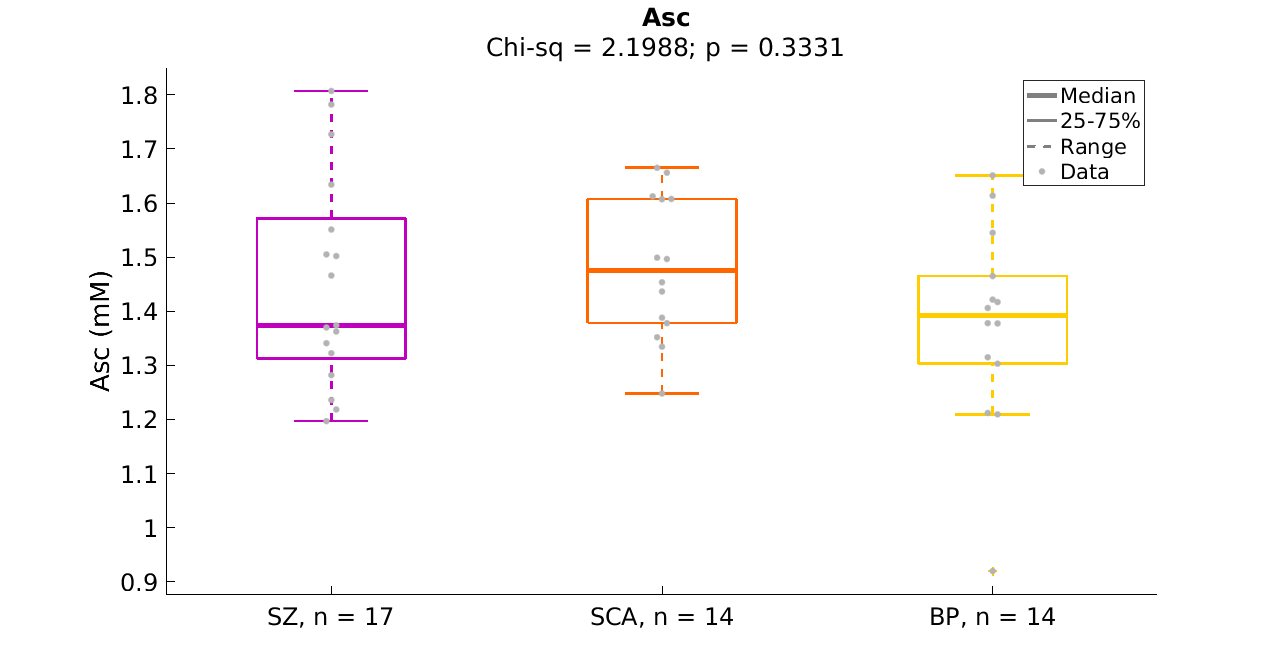 Asc
Chi-sq = 2.1988; p = 0.3331
Asc (mM)
1.8
1.7
1.6
1.5
1.4
1.3
1.2
1.1
1
0.9
SZ, n = 17
SCA, n = 14
BP, n = 14
Median
25-75%
Range
Data